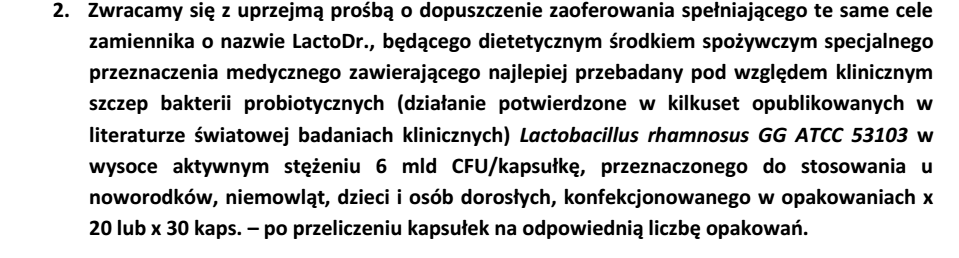 2. Zwracamy się z uprzejmą prośbą o dopuszczenie zaoferowania spełniającego te same cele
zamiennika o nazwie LactoDr., będącego dietetycznym środkiem spożywczym specjalnego
przeznaczenia medycznego zawierającego najlepiej przebadany pod względem klinicznym
szczep bakterii probiotycznych (działanie potwierdzone w kilkuset opublikowanych w
literaturze światowej badaniach klinicznych) Lactobacillus rhamnosus GG ATCC 53103 w
wysoce aktywnym stężeniu 6 mld CFU/kapsułkę, przeznaczonego do stosowania u
noworodków, niemowląt, dzieci i osób dorosłych, konfekcjonowanego w opakowaniach x
20 lub x 30 kaps. – po przeliczeniu kapsułek na odpowiednią liczbę opakowań.